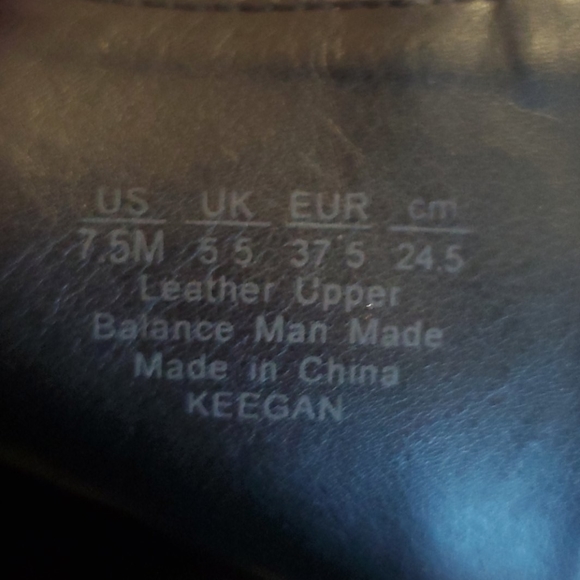 US UK EUR cm
7.5M 5.5 37.5 24.5
Leather Upper
Balance Man Made
Made in China
KEEGAN